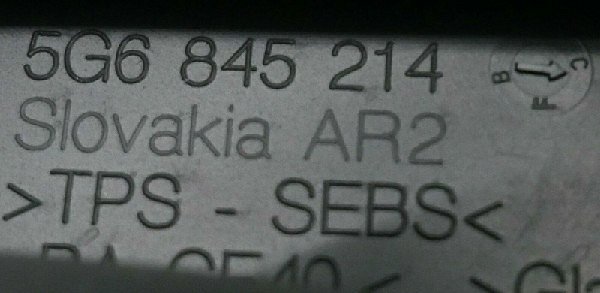 5G6 845 214
B C
F
Slovakia AR2
>TPS - SEBS<